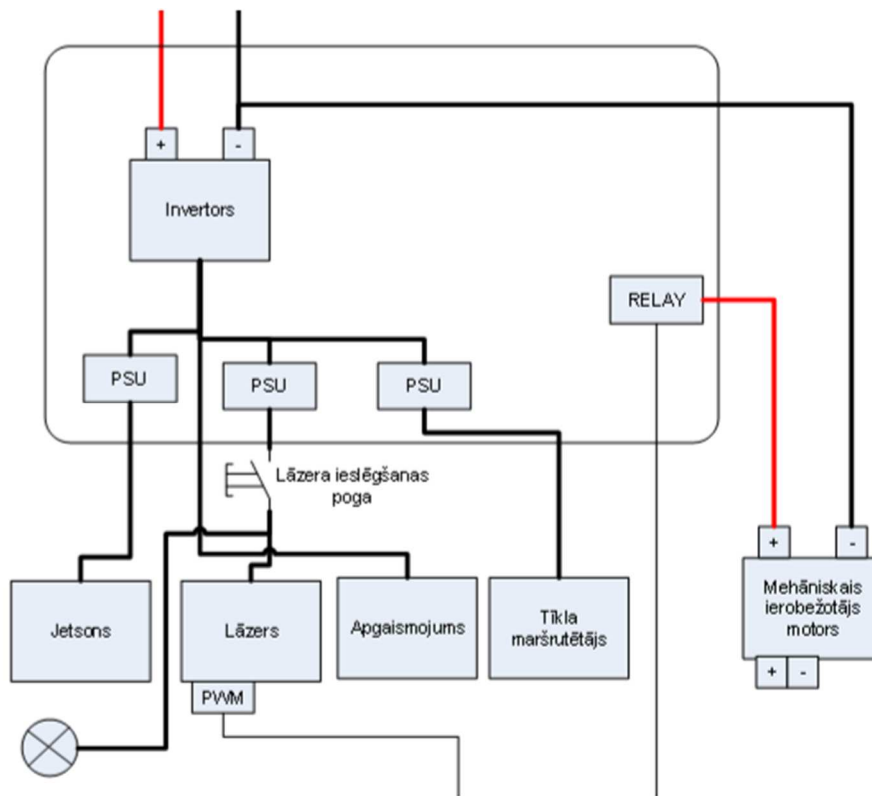 +
-
Invertors
RELAY
PSU
PSU
PSU
Lāzera ieslēgšanas
poga
+
-
Jetsons
Lāzers
Apgaismojums
Tīkla
maršrutētājs
Mehāniskais
ierobežotājs
motors
+
-
PWM